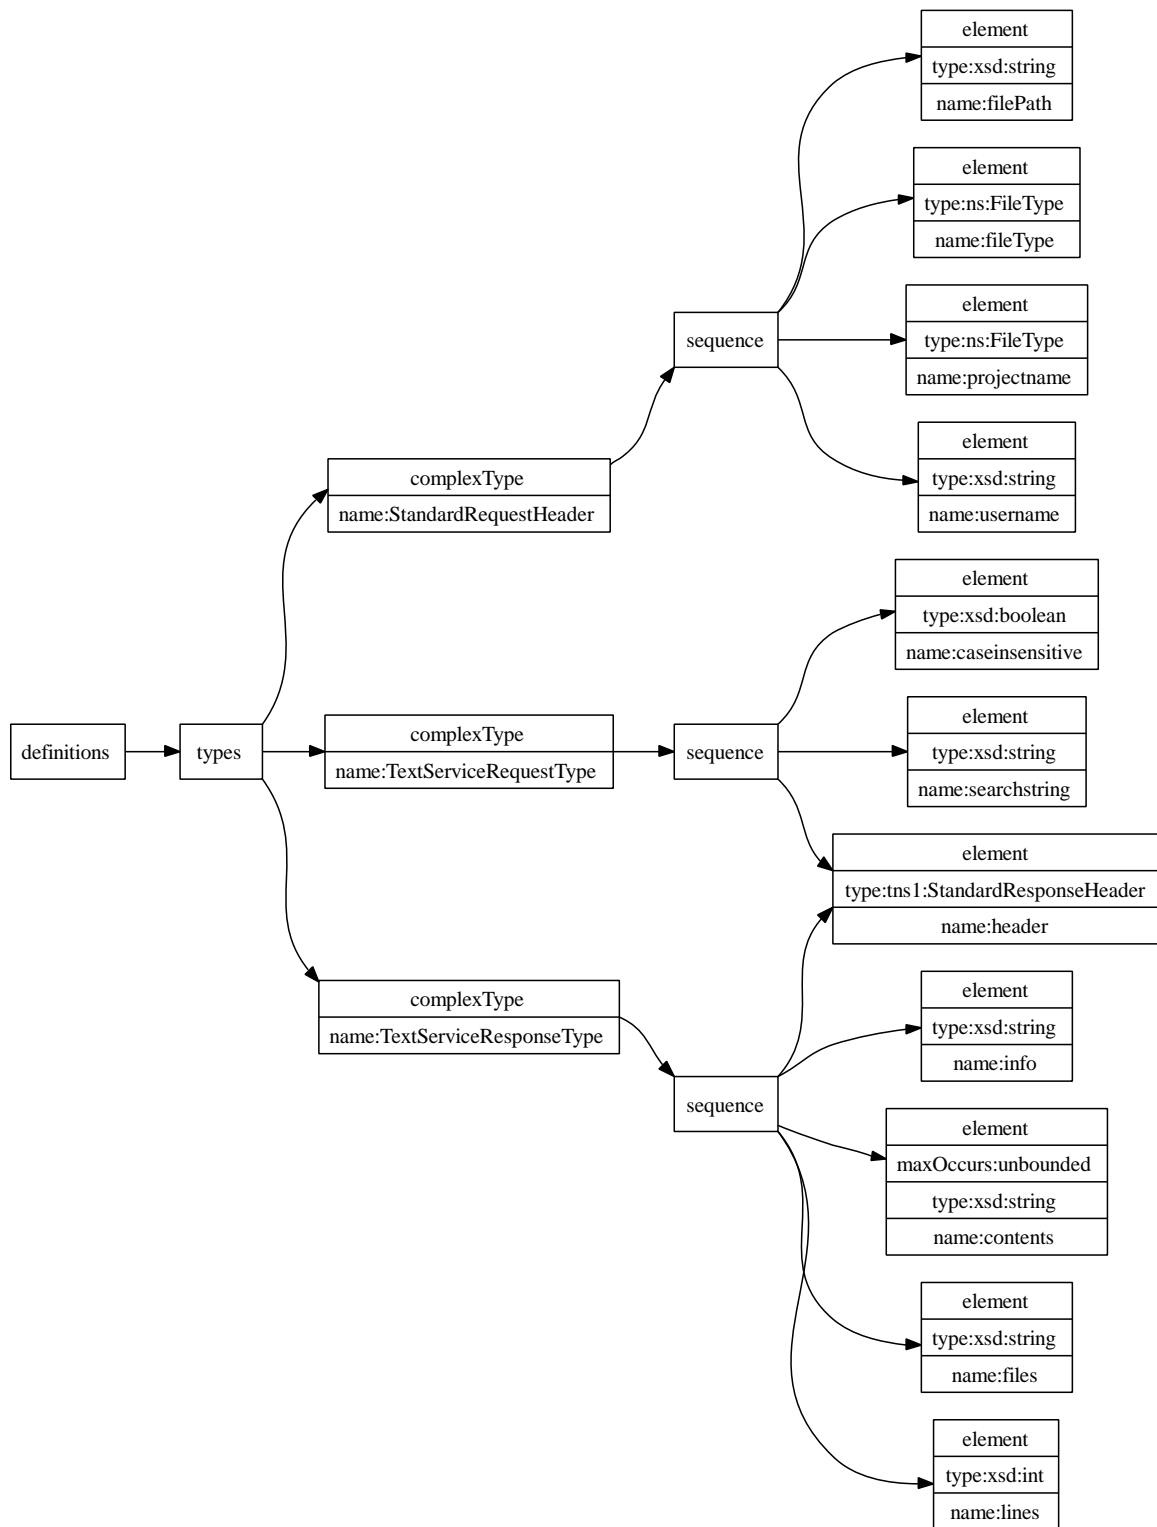 element
type:xsd:string
name:filePath
element
type:ns:FileType
name:fileType
element
type:ns:FileType
name:projectname
sequence
element
type:xsd:string
name:username
complexType
name:StandardRequestHeader
element
type:xsd:boolean
name:caseinsensitive
definitions
types
complexType
name:TextServiceRequestType
sequence
element
type:xsd:string
name:searchstring
element
type:tns1:StandardResponseHeader
name:header
complexType
name:TextServiceResponseType
sequence
element
type:xsd:string
name:info
element
maxOccurs:unbounded
type:xsd:string
name:contents
element
type:xsd:string
name:files
element
type:xsd:int
name:lines